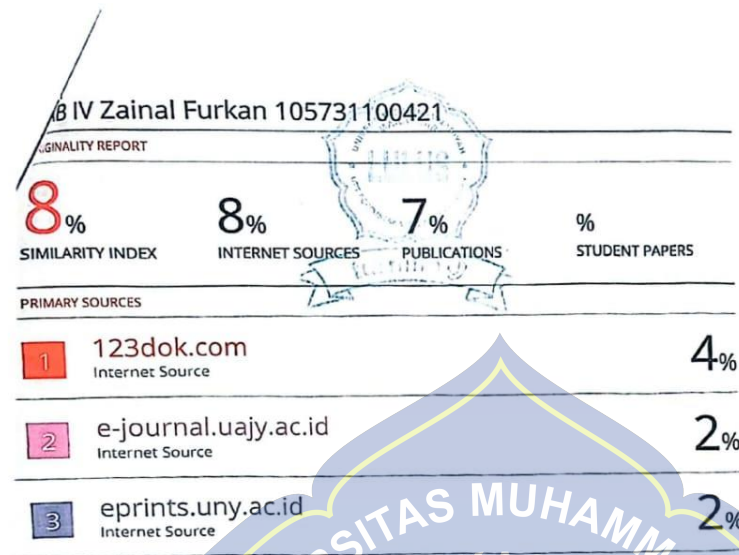 IV Zainal Furkan 105731100421
GINALITY REPORT
8% 8% 7% %
SIMILARITY INDEX INTERNET SOURCES PUBLICATIONS STUDENT PAPERS
LULUS
PRIMARY SOURCES
1 123dok.com 4%
Internet Source
2 e-journal.uajy.ac.id 2%
Internet Source
3 eprints.uny.ac.id 2%
Internet Source
SITAS MUHAMM